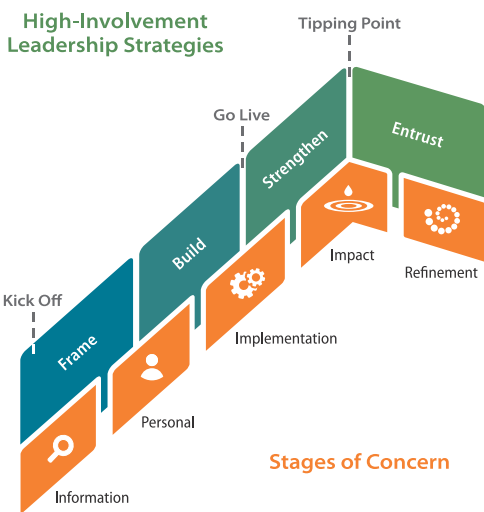 High-Involvement
Leadership Strategies
Tipping Point
Go Live
Kick Off
Frame
Build
Strengthen
Entrust
Information
Personal
Implementation
Impact
Refinement
Stages of Concern